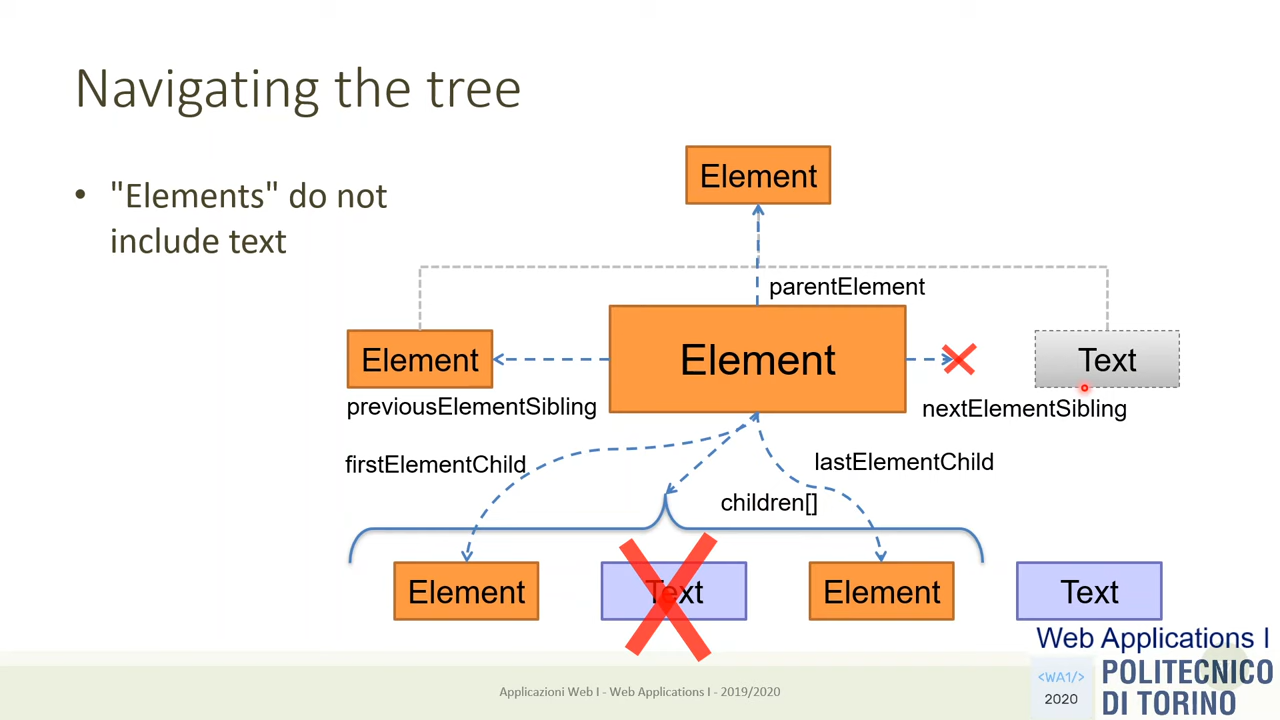 Navigating the tree
• "Elements" do not
include text
Element
parentElement
Element
Element
Text
previousElementSibling
nextElementSibling
firstElementChild
lastElementChild
children[]
Element
Text
Element
Text
Web Applications I
<WA1/>
2020
POLITECNICO
DI TORINO
Applicazioni Web I - Web Applications I - 2019/2020